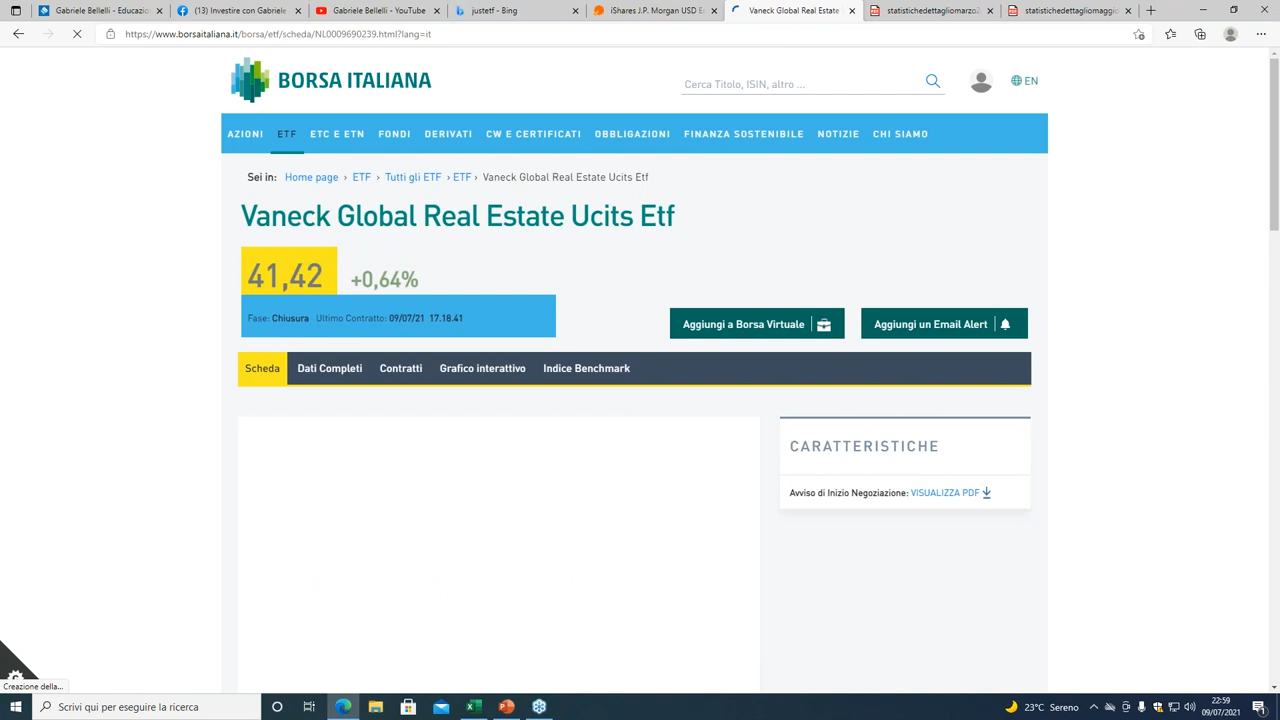 Gabriele Bellelli - Educazio
(13) Investire con Gabriele
Gabriele Bellelli - YouTube
justetf - Bing
iShares J.P. Morgan USD E
Vaneck Global Real Estate
statistichedettagliomarzo2
statistichedettagliomaggio
https://www.borsaitaliana.it/borsa/etf/scheda/NL0009690239.html?lang=it
BORSA ITALIANA
Cerca Titolo, ISIN, altro ...
EN
AZIONI ETF ETC E ETN FONDI DERIVATI CW E CERTIFICATI OBBLIGAZIONI FINANZA SOSTENIBILE NOTIZIE CHI SIAMO
Sei in: Home page › ETF › Tutti gli ETF › ETF › Vaneck Global Real Estate Ucits Etf
Vaneck Global Real Estate Ucits Etf
41,42 +0,64%
Fase: Chiusura Ultimo Contratto: 09/07/21 17.18.41
Aggiungi a Borsa Virtuale
Aggiungi un Email Alert
Scheda Dati Completi Contratti Grafico interattivo Indice Benchmark
CARATTERISTICHE
Avviso di Inizio Negoziazione: VISUALIZZA PDF
Creazione della...
Scrivi qui per eseguire la ricerca
23°C Sereno
22:59
09/07/2021
1